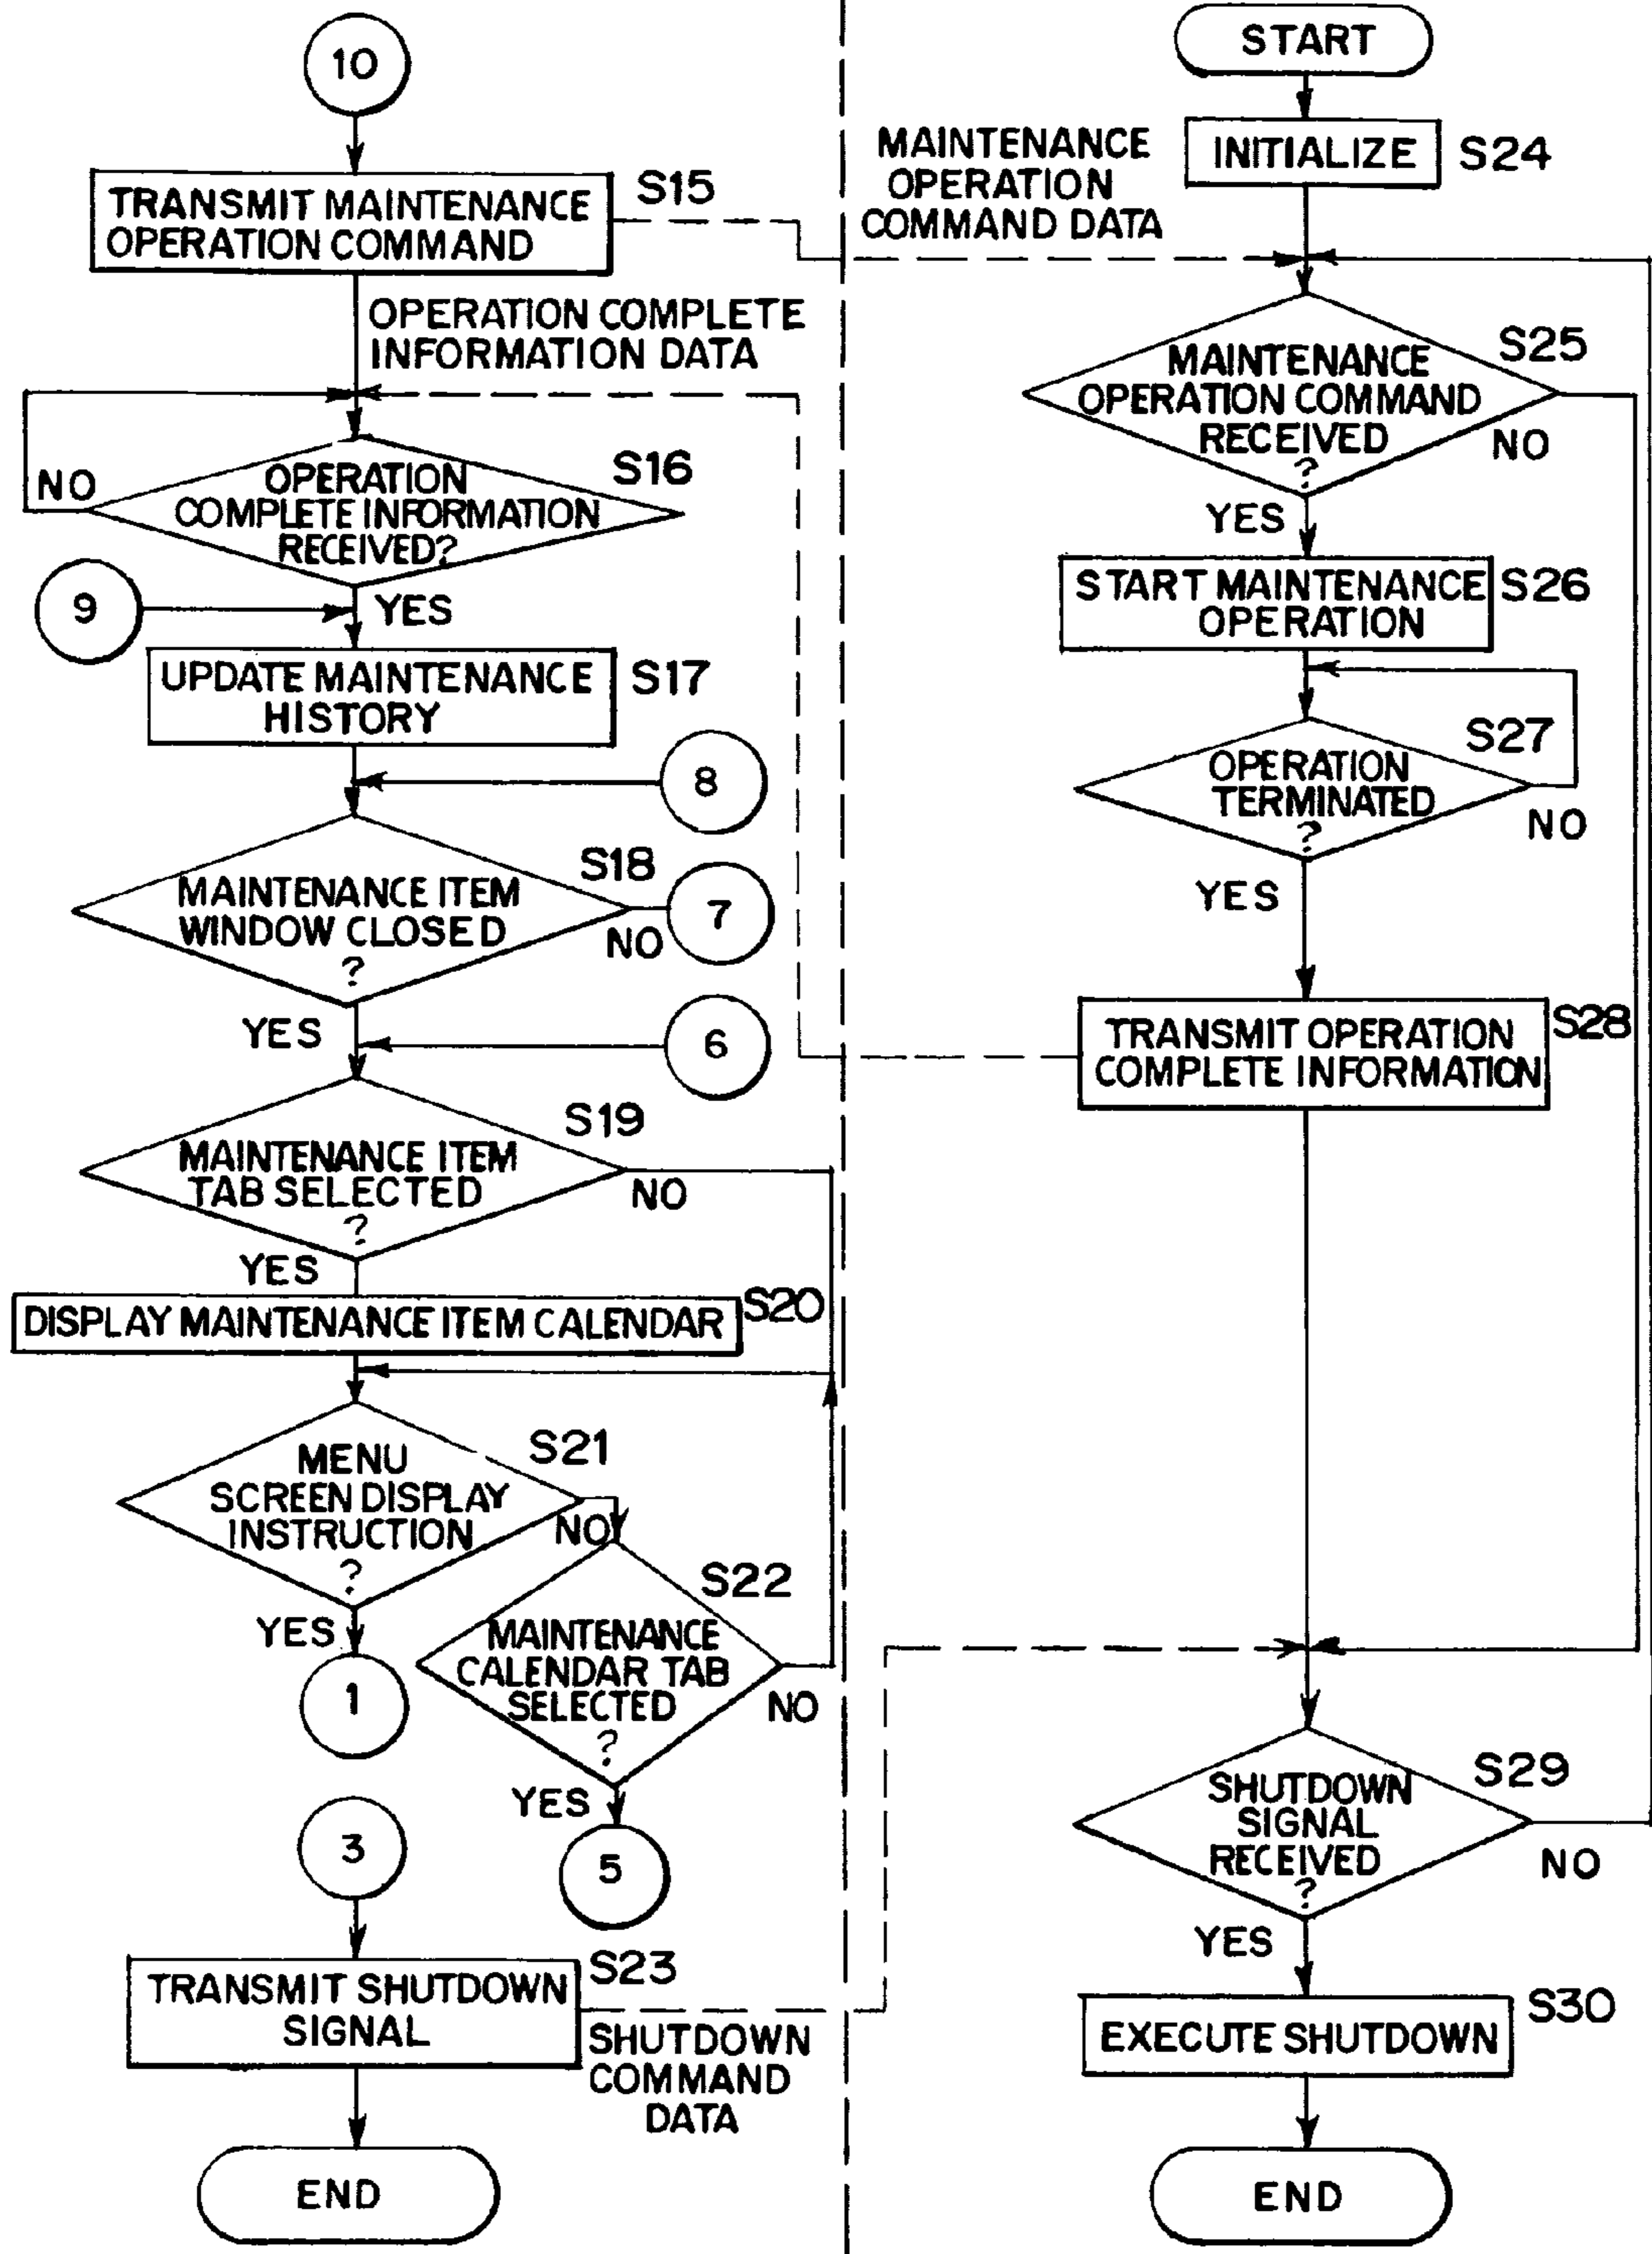 10
TRANSMIT MAINTENANCE
OPERATION COMMAND
S15
OPERATION COMPLETE
INFORMATION DATA
NO
OPERATION
COMPLETE INFORMATION
RECEIVED?
S16
9
YES
UPDATE MAINTENANCE
HISTORY
S17
8
MAINTENANCE ITEM
WINDOW CLOSED
?
S18
NO
7
YES
6
MAINTENANCE ITEM
TAB SELECTED
?
S19
NO
YES
DISPLAY MAINTENANCE ITEM CALENDAR
S20
MENU
SCREEN DISPLAY
INSTRUCTION
?
S21
NO
YES
1
MAINTENANCE
CALENDAR TAB
SELECTED
?
S22
NO
YES
5
3
TRANSMIT SHUTDOWN
SIGNAL
S23
SHUTDOWN
COMMAND
DATA
END
START
INITIALIZE
S24
MAINTENANCE
OPERATION
COMMAND DATA
MAINTENANCE
OPERATION COMMAND
RECEIVED
?
S25
NO
YES
START MAINTENANCE
OPERATION
S26
OPERATION
TERMINATED
?
S27
NO
YES
TRANSMIT OPERATION
COMPLETE INFORMATION
S28
SHUTDOWN
SIGNAL
RECEIVED
?
S29
NO
YES
EXECUTE SHUTDOWN
S30
END